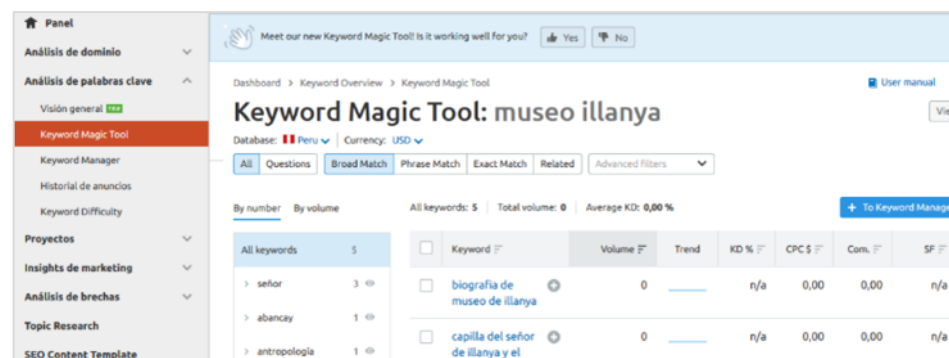 Panel
Análisis de dominio
Análisis de palabras clave
Visión general
Keyword Magic Tool
Keyword Manager
Historial de anuncios
Keyword Difficulty
Proyectos
Insights de marketing
Análisis de brechas
Topic Research
SEO Content Template
Meet our new Keyword Magic Tool! Is it working well for you? Yes No
Dashboard > Keyword Overview > Keyword Magic Tool User manual
Keyword Magic Tool: museo illanya
Database: Peru Currency: USD
All Questions Broad Match Phrase Match Exact Match Related Advanced filters
By number By volume All keywords: 5 Total volume: 0 Average KD: 0,00 % + To Keyword Manage
All keywords 5 Keyword Volume Trend KD % CPC $ Com. SF
señor 3
abancay 1
antropologia 1
biografia de 0 n/a 0,00 0,00 n/a
museo de illanya
capilla del señor 0 n/a 0,00 0,00 n/a
de illanya y el